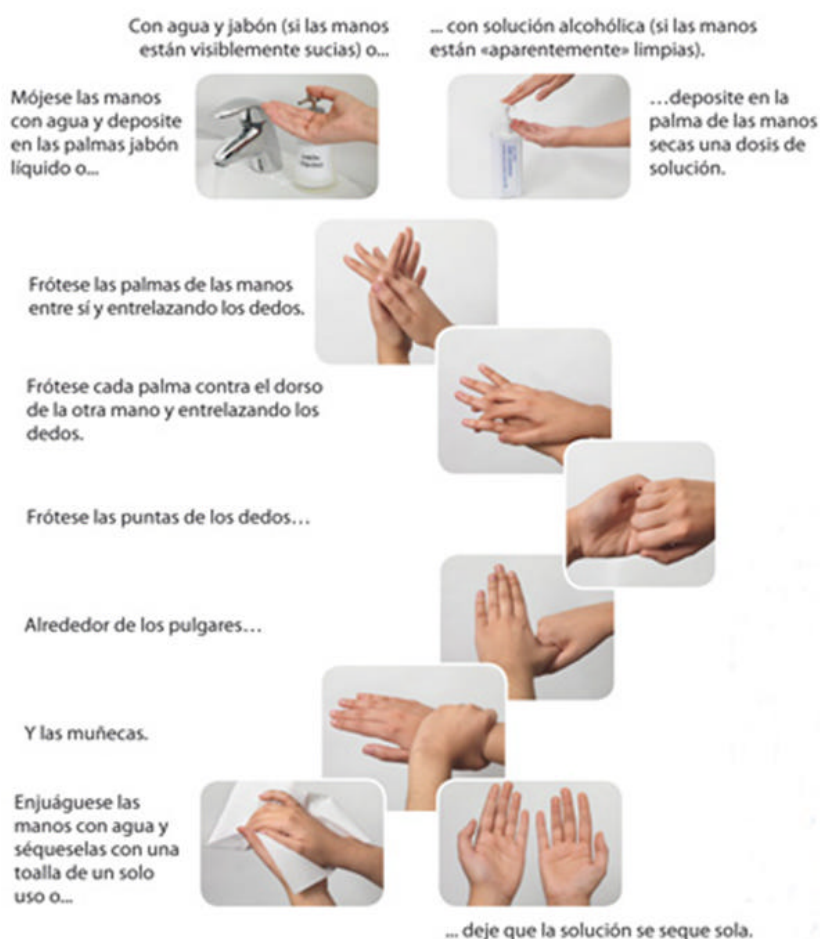 Con agua y jabón (si las manos
están visiblemente sucias) o...
... con solución alcohólica (si las manos
están «aparentemente» limpias).
Mójese las manos
con agua y deposite
en las palmas jabón
líquido o...
...deposite en la
palma de las manos
secas una dosis de
solución.
Frótese las palmas de las manos
entre sí y entrelazando los dedos.
Frótese cada palma contra el dorso
de la otra mano y entrelazando los
dedos.
Frótese las puntas de los dedos...
Alrededor de los pulgares...
Y las muñecas.
Enjuáguese las
manos con agua y
séqueselas con una
toalla de un solo
uso o...
... deje que la solución se seque sola.